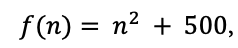 f(n) = n² + 500,